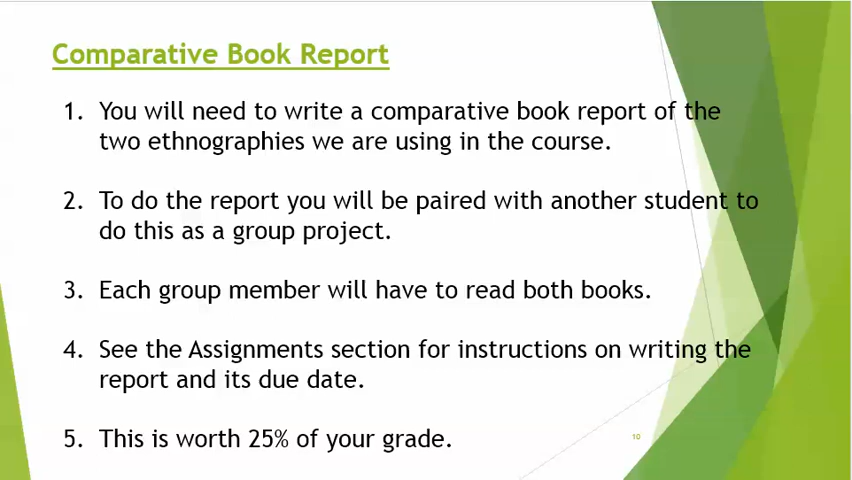 Comparative Book Report
1. You will need to write a comparative book report of the
two ethnographies we are using in the course.
2. To do the report you will be paired with another student to
do this as a group project.
3. Each group member will have to read both books.
4. See the Assignments section for instructions on writing the
report and its due date.
5. This is worth 25% of your grade.
10